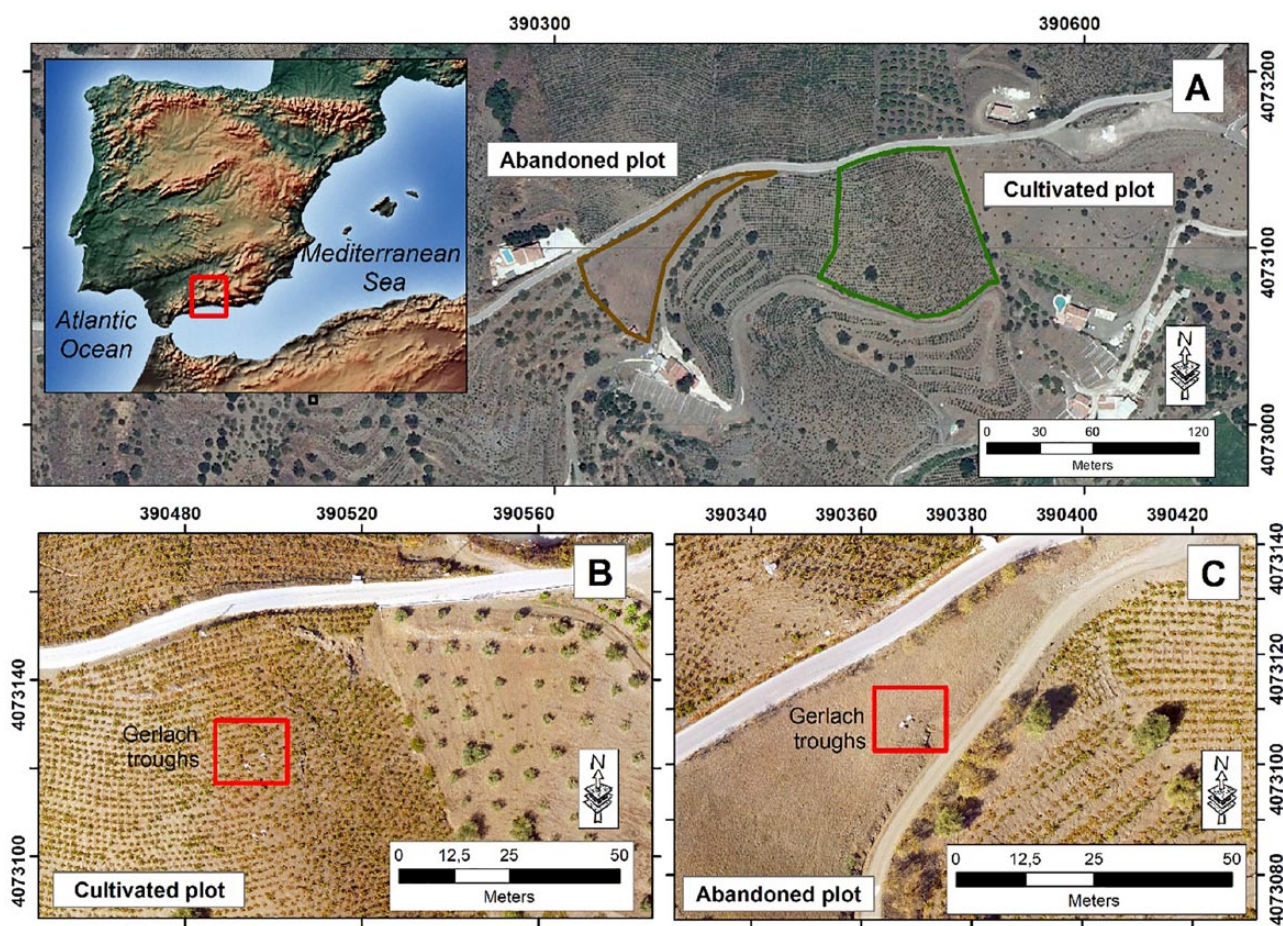 390300
390600
A
4073200
Abandoned plot
Cultivated plot
Mediterranean
Sea
4073100
Atlantic
Ocean
N
4073000
0 30 60 120
Meters
390480
390520
390560
B
4073140
Gerlach
troughs
N
4073100
0 12,5 25 50
Meters
Cultivated plot
390340
390360
390380
390400
390420
C
4073140
4073120
Gerlach
troughs
4073100
N
0 12,5 25 50
Meters
4073080
Abandoned plot